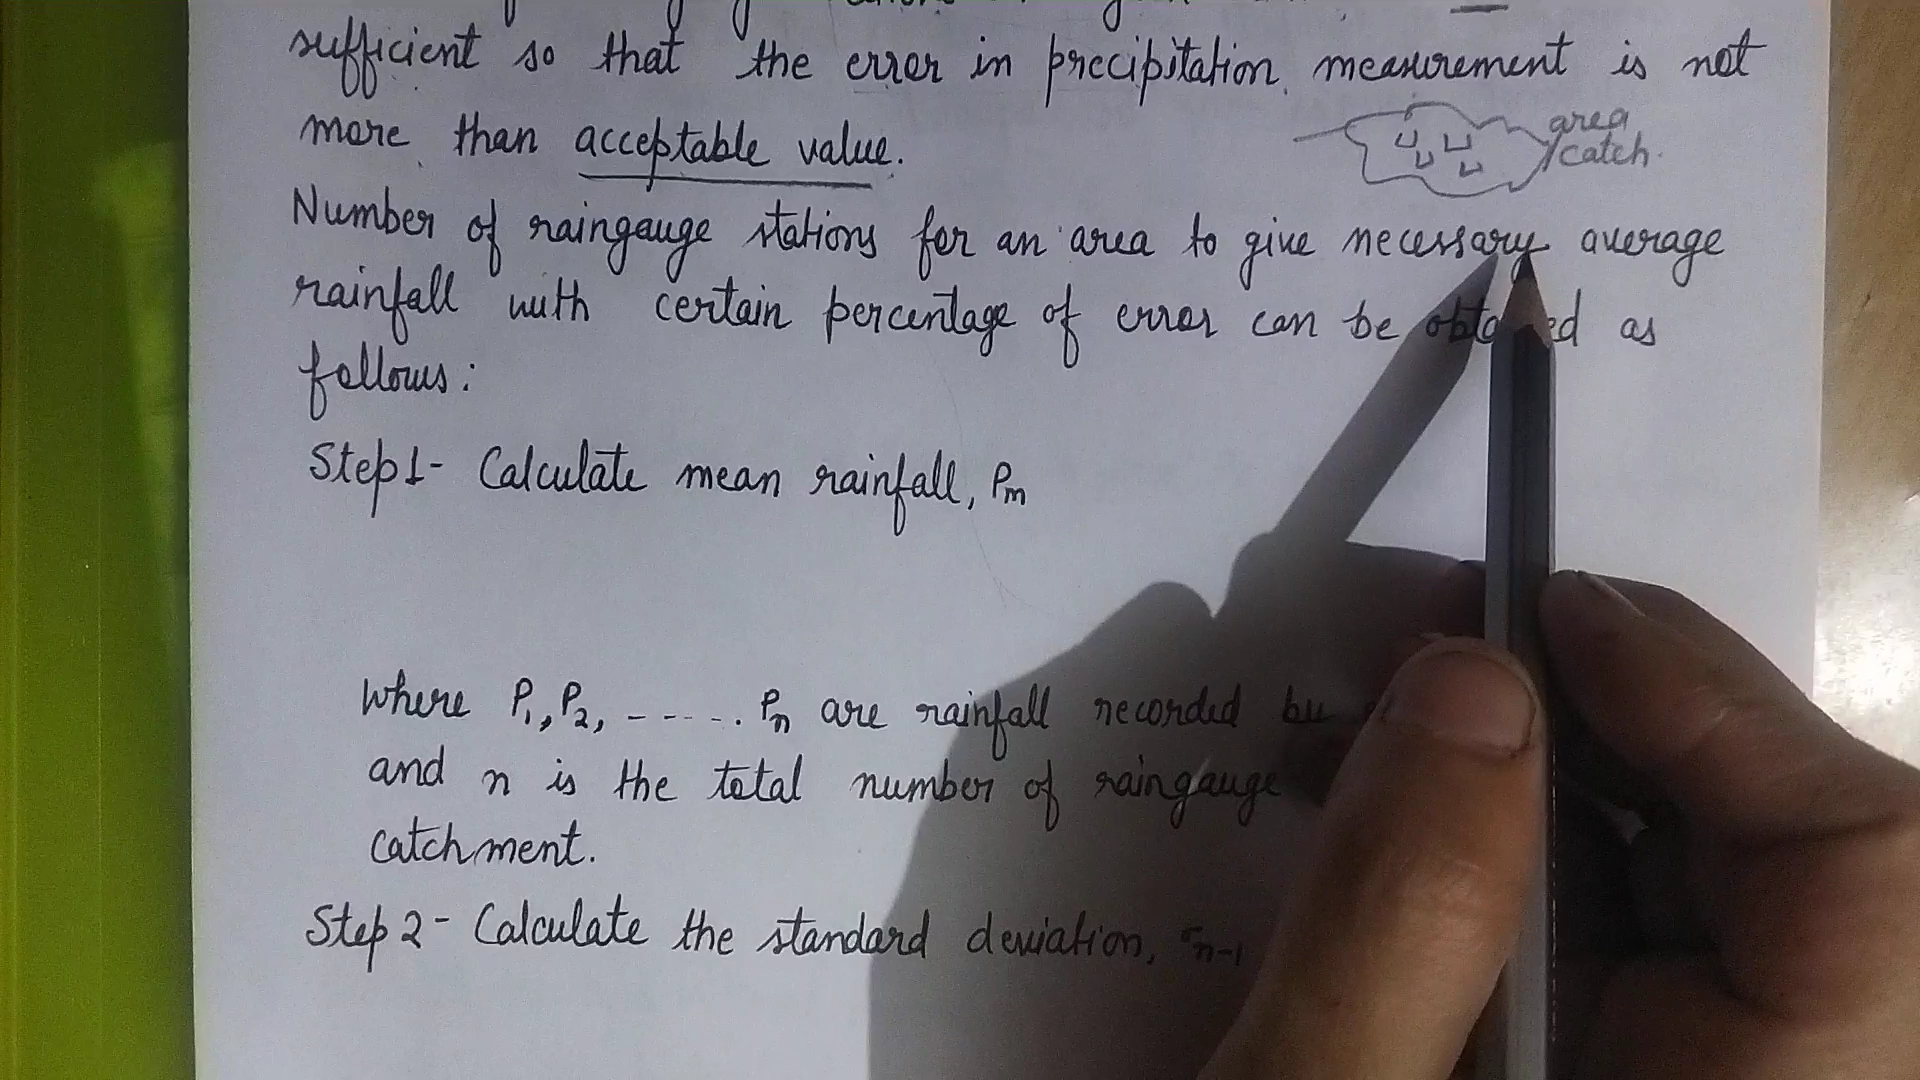 sufficient so that the error in precipitation measurement is not
more than acceptable value.
area
catch.
Number of raingauge stations for an area to give necessary average
rainfall with certain percentage of error can be as
follows:
Step 1- Calculate mean rainfall, Pm
Where P1, P2, ------. Pn are rainfall recorded by
and n is the total number of raingauge
catchment.
Step 2- Calculate the standard deviation, σn-1